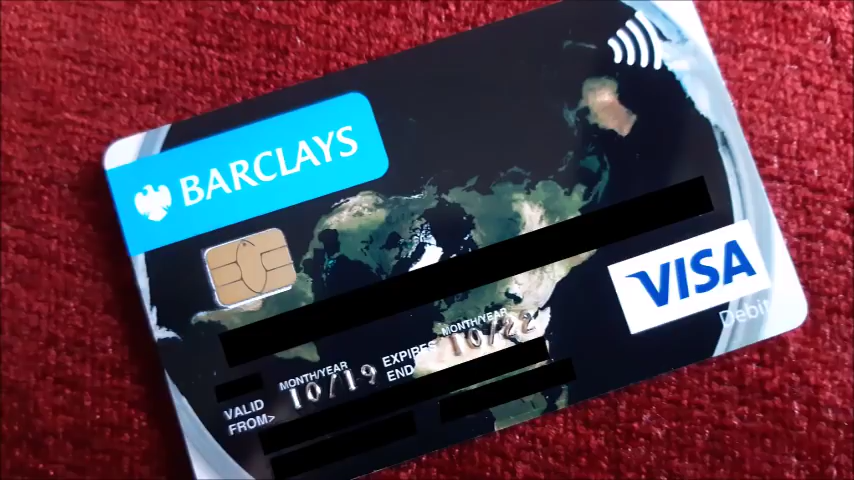 BARCLAYS
VISA
Debit
MONTH/YEAR
10/22
EXPIRES END
MONTH/YEAR
10/19
VALID FROM>